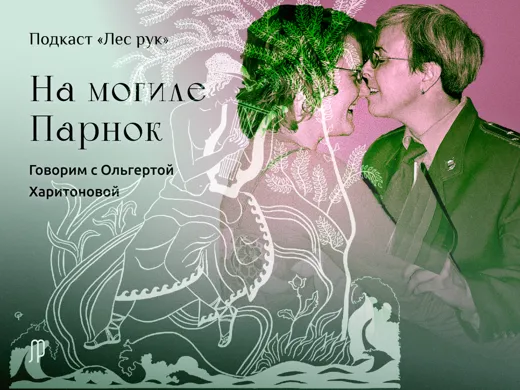 Подкаст «Лес рук»
На могиле
Парнок
Говорим с Ольгертой
Харитоновой